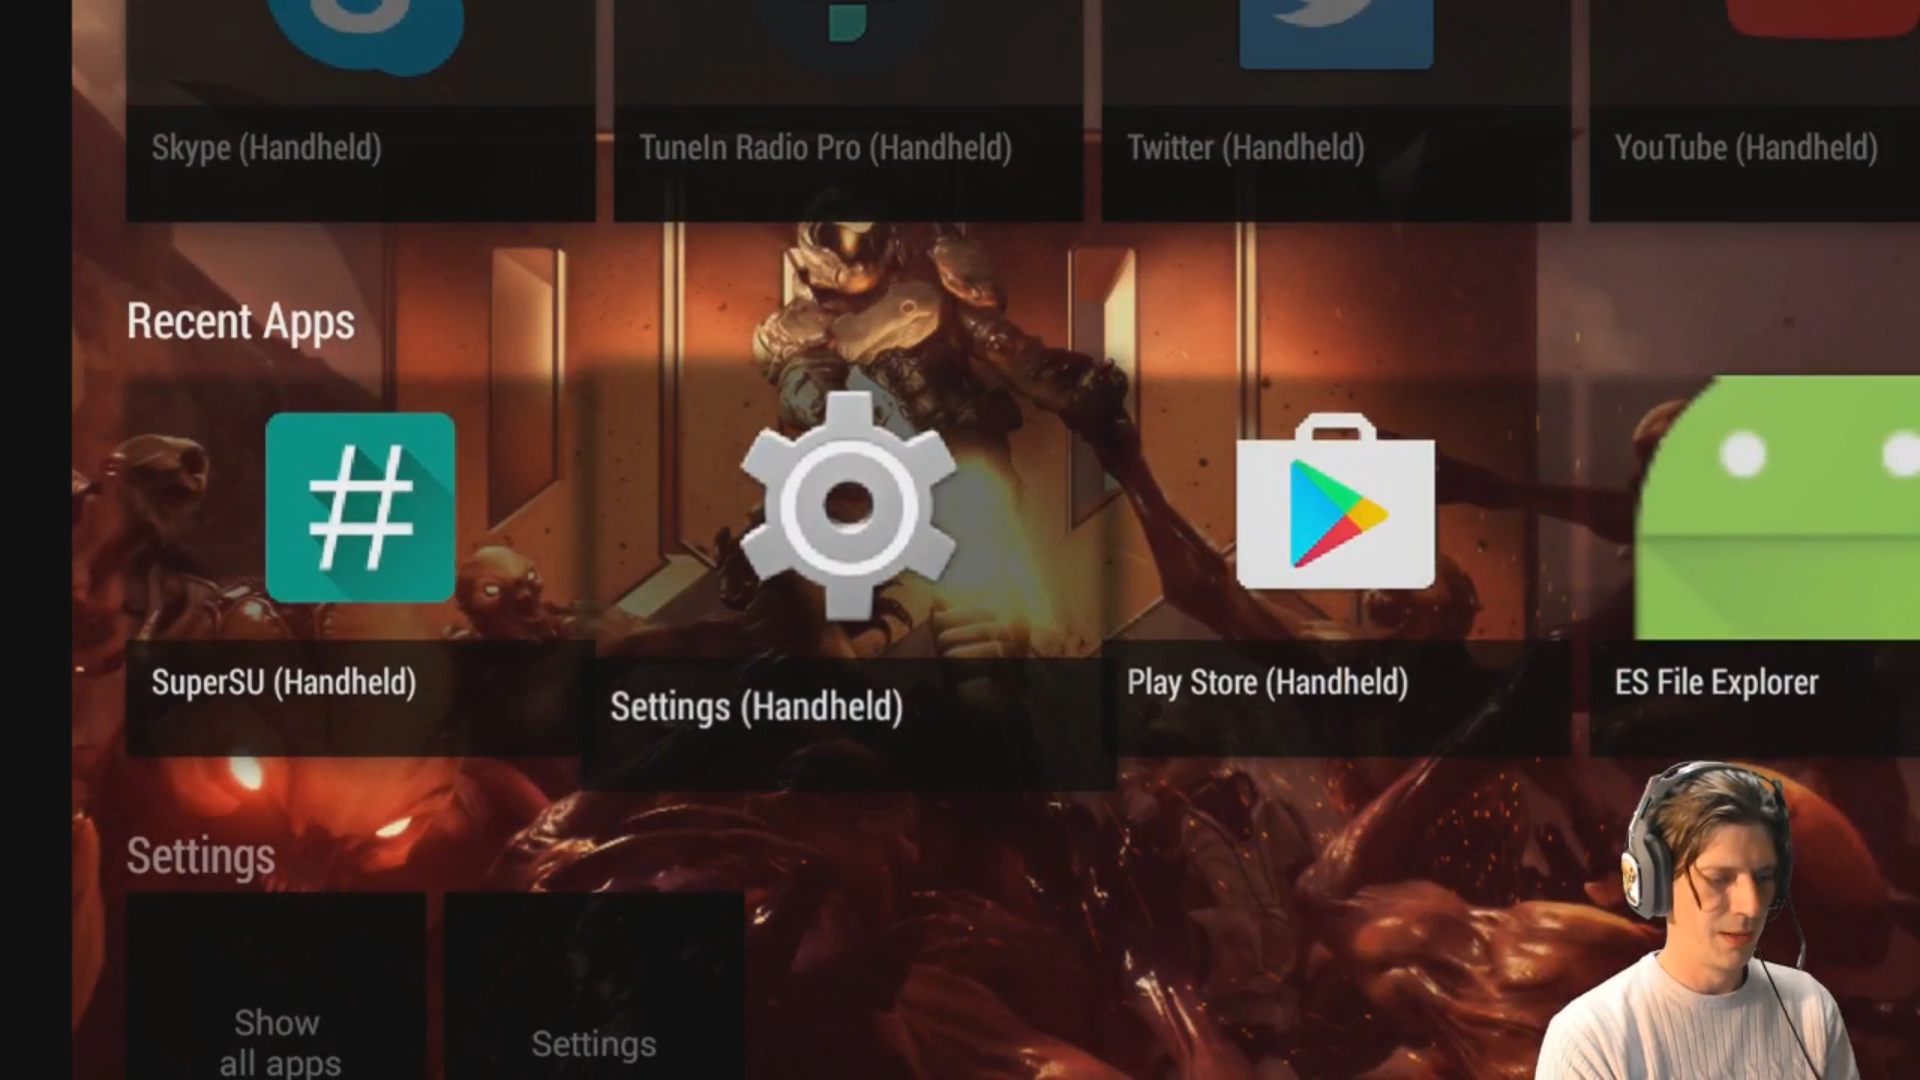 Skype (Handheld)
TuneIn Radio Pro (Handheld)
Twitter (Handheld)
YouTube (Handheld)
Recent Apps
#
SuperSU (Handheld)
Settings (Handheld)
Play Store (Handheld)
ES File Explorer
Settings
Show
all apps
Settings